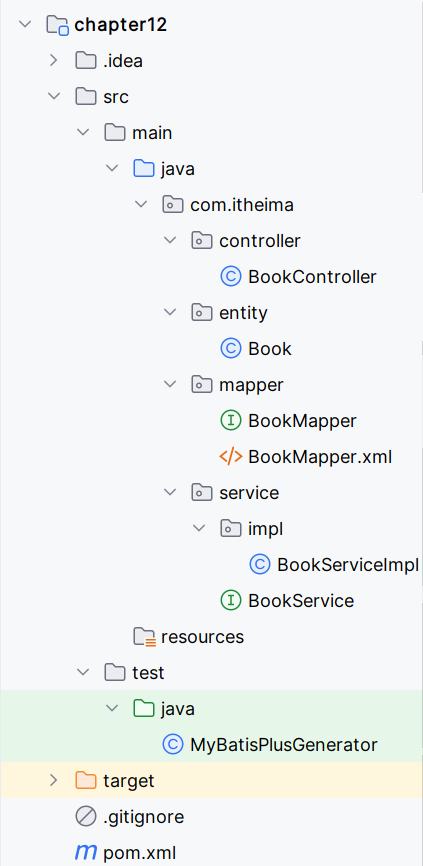 chapter12
.idea
src
main
java
com.itheima
controller
BookController
entity
Book
mapper
BookMapper
BookMapper.xml
service
impl
BookServiceImpl
BookService
resources
test
java
MyBatisPlusGenerator
target
.gitignore
pom.xml